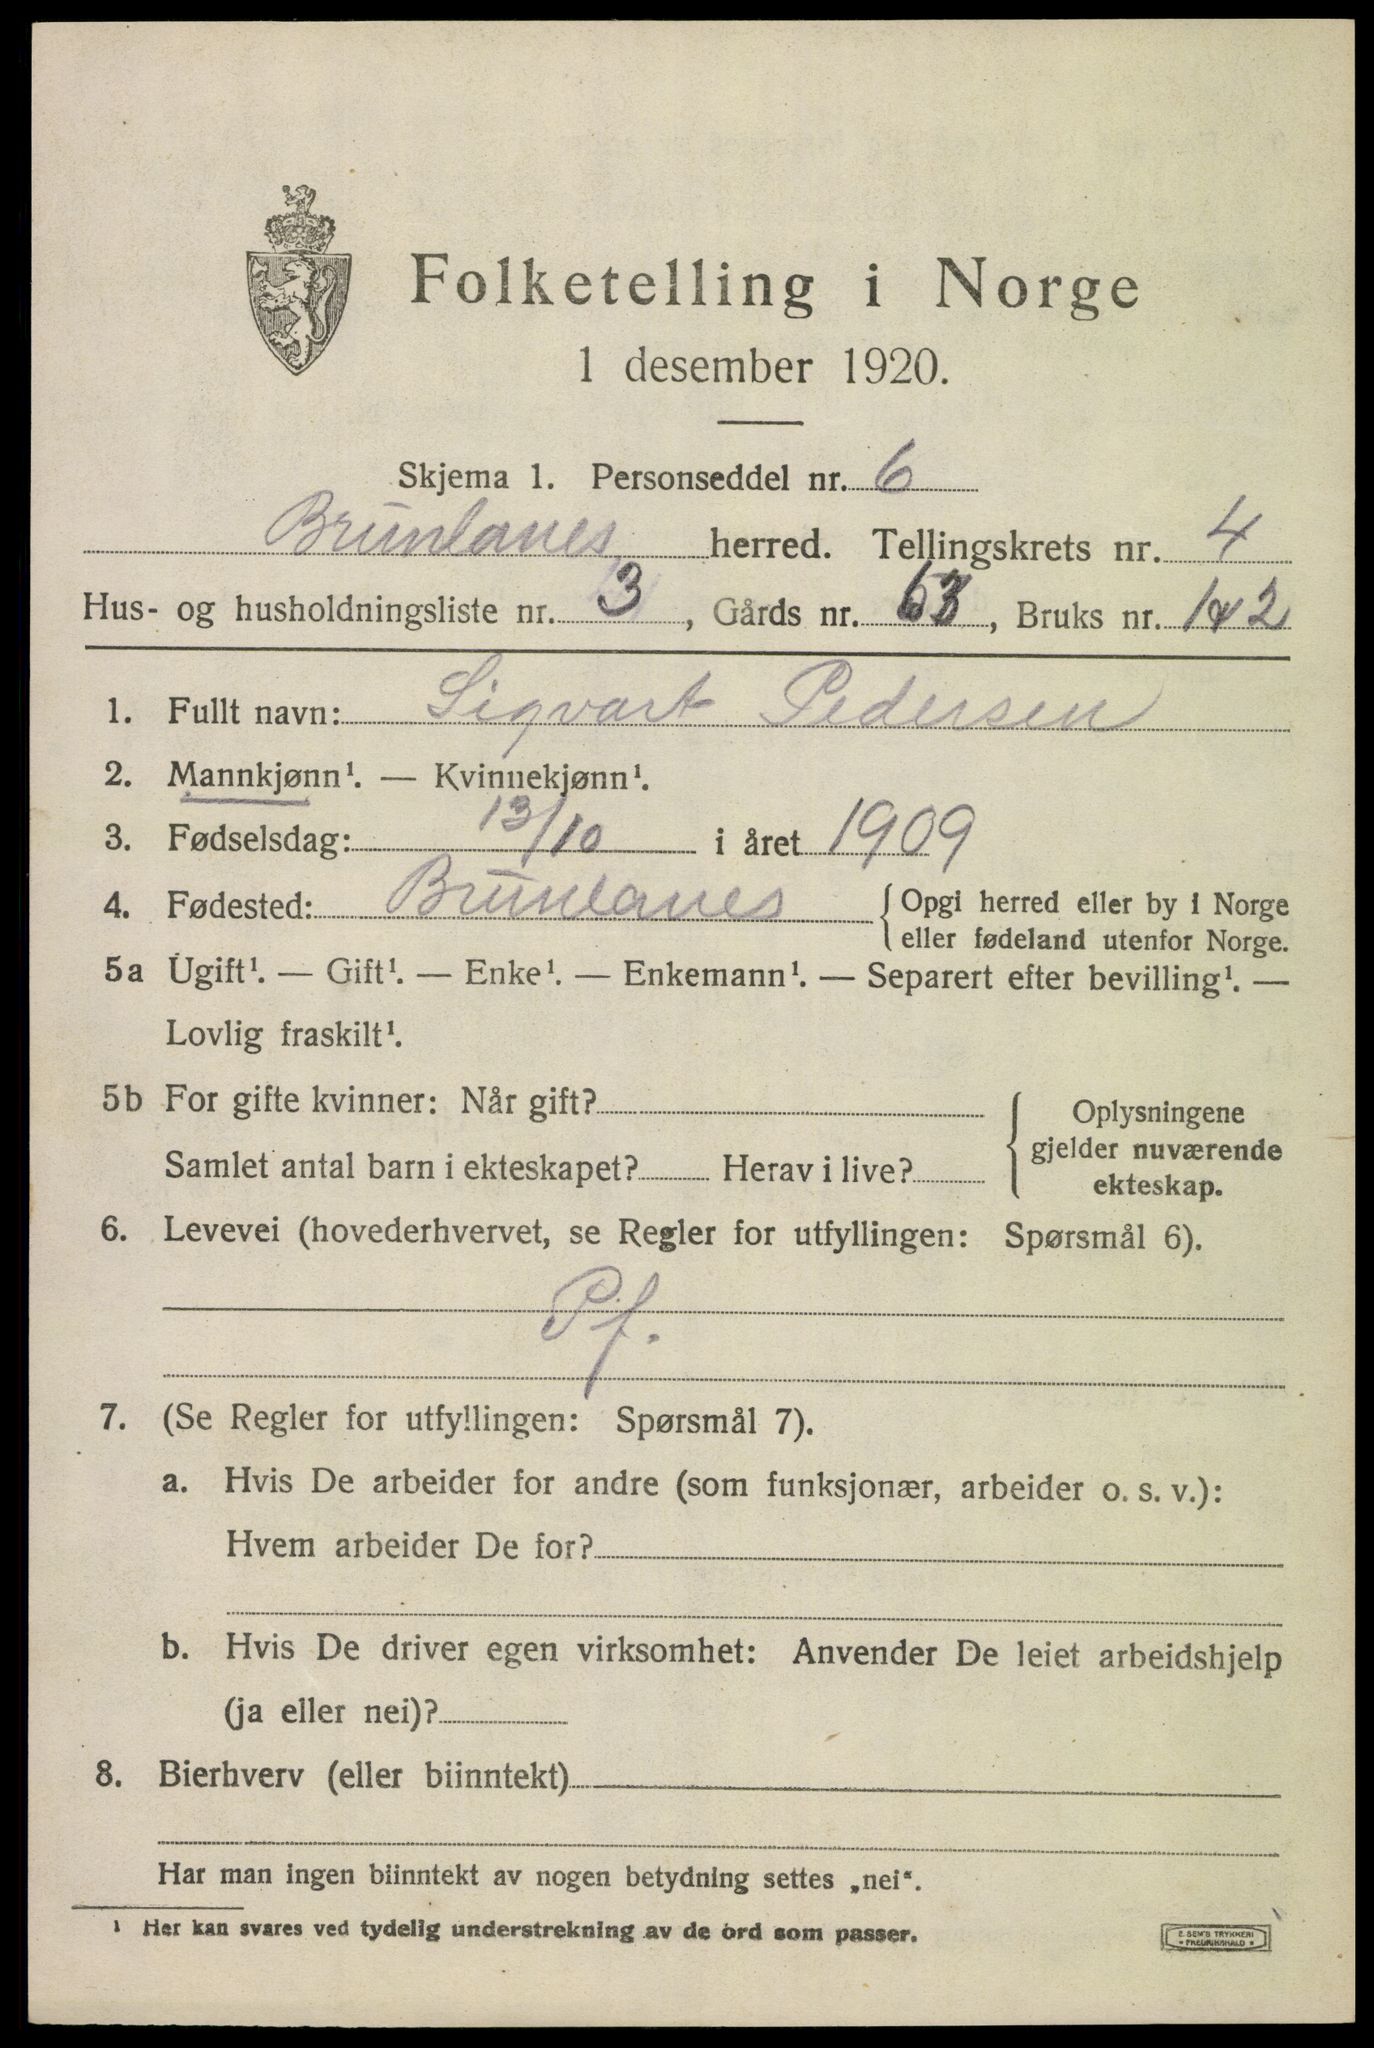 Folketelling i Norge
1 desember 1920.
Skjema 1. Personseddel nr. 6
Brunlanes herred. Tellingskrets nr. 4
Hus- og husholdningsliste nr. 3, Gårds nr. 63, Bruks nr. 142
1. Fullt navn: Sigvart Pedersen
2. Mannkjønn¹. — Kvinnekjønn¹.
3. Fødselsdag: 13/10 i året 1909
4. Fødested: Brunlanes { Opgi herred eller by i Norge
eller fødeland utenfor Norge.
5a Ugift¹. — Gift¹. — Enke¹. — Enkemann¹. — Separert efter bevilling¹. —
Lovlig fraskilt¹.
5b For gifte kvinner: Når gift?
Samlet antal barn i ekteskapet? Herav i live?
{ Oplysningene
gjelder nuværende
ekteskap.
6. Levevei (hovederhvervet, se Regler for utfyllingen: Spørsmål 6).
Pf.
7. (Se Regler for utfyllingen: Spørsmål 7).
a. Hvis De arbeider for andre (som funksjonær, arbeider o. s. v.):
Hvem arbeider De for?
b. Hvis De driver egen virksomhet: Anvender De leiet arbeidshjelp
(ja eller nei)?
8. Bierhverv (eller biinntekt)
Har man ingen biinntekt av nogen betydning settes „nei“.
¹ Her kan svares ved tydelig understrekning av de ord som passer.
E. SEM'S TRYKKERI
FREDRIKSHALD